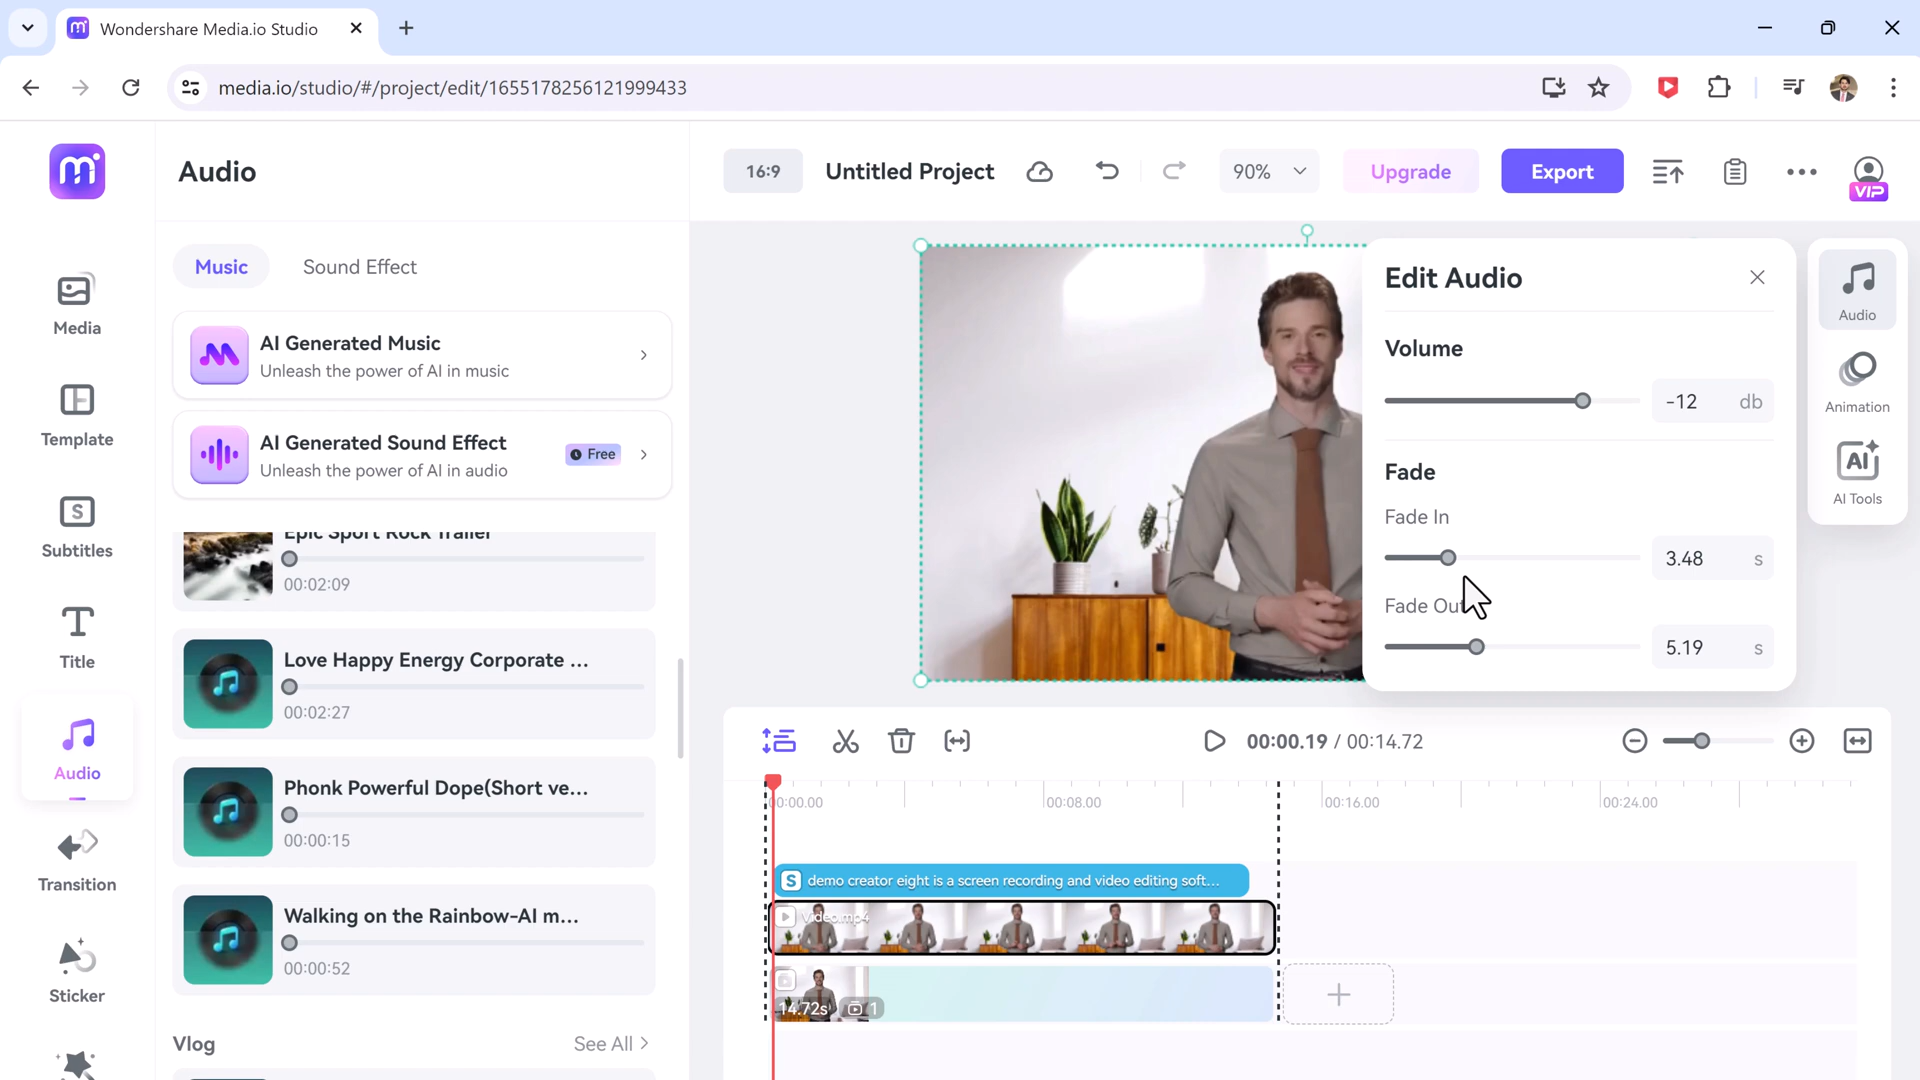 Wondershare Media.io Studio
media.io/studio/#/project/edit/1655178256121999433
Audio
16:9
Untitled Project
90%
Upgrade
Export
VIP
Music
Sound Effect
AI Generated Music
Unleash the power of AI in music
AI Generated Sound Effect
Unleash the power of AI in audio
Free
Epic Sport Rock Trailer
00:02:09
Love Happy Energy Corporate ...
00:02:27
Phonk Powerful Dope(Short ve...
00:00:15
Walking on the Rainbow-AI m...
00:00:52
Vlog
See All
Media
Template
Subtitles
Title
Audio
Transition
Sticker
Edit Audio
Volume
-12 db
Fade
Fade In
3.48 s
Fade Out
5.19 s
Audio
Animation
AI
AI Tools
00:00.19 / 00:14.72
00:00.00
00:08.00
00:16.00
00:24.00
S demo creator eight is a screen recording and video editing soft...
Video.mp4
14.72s 1